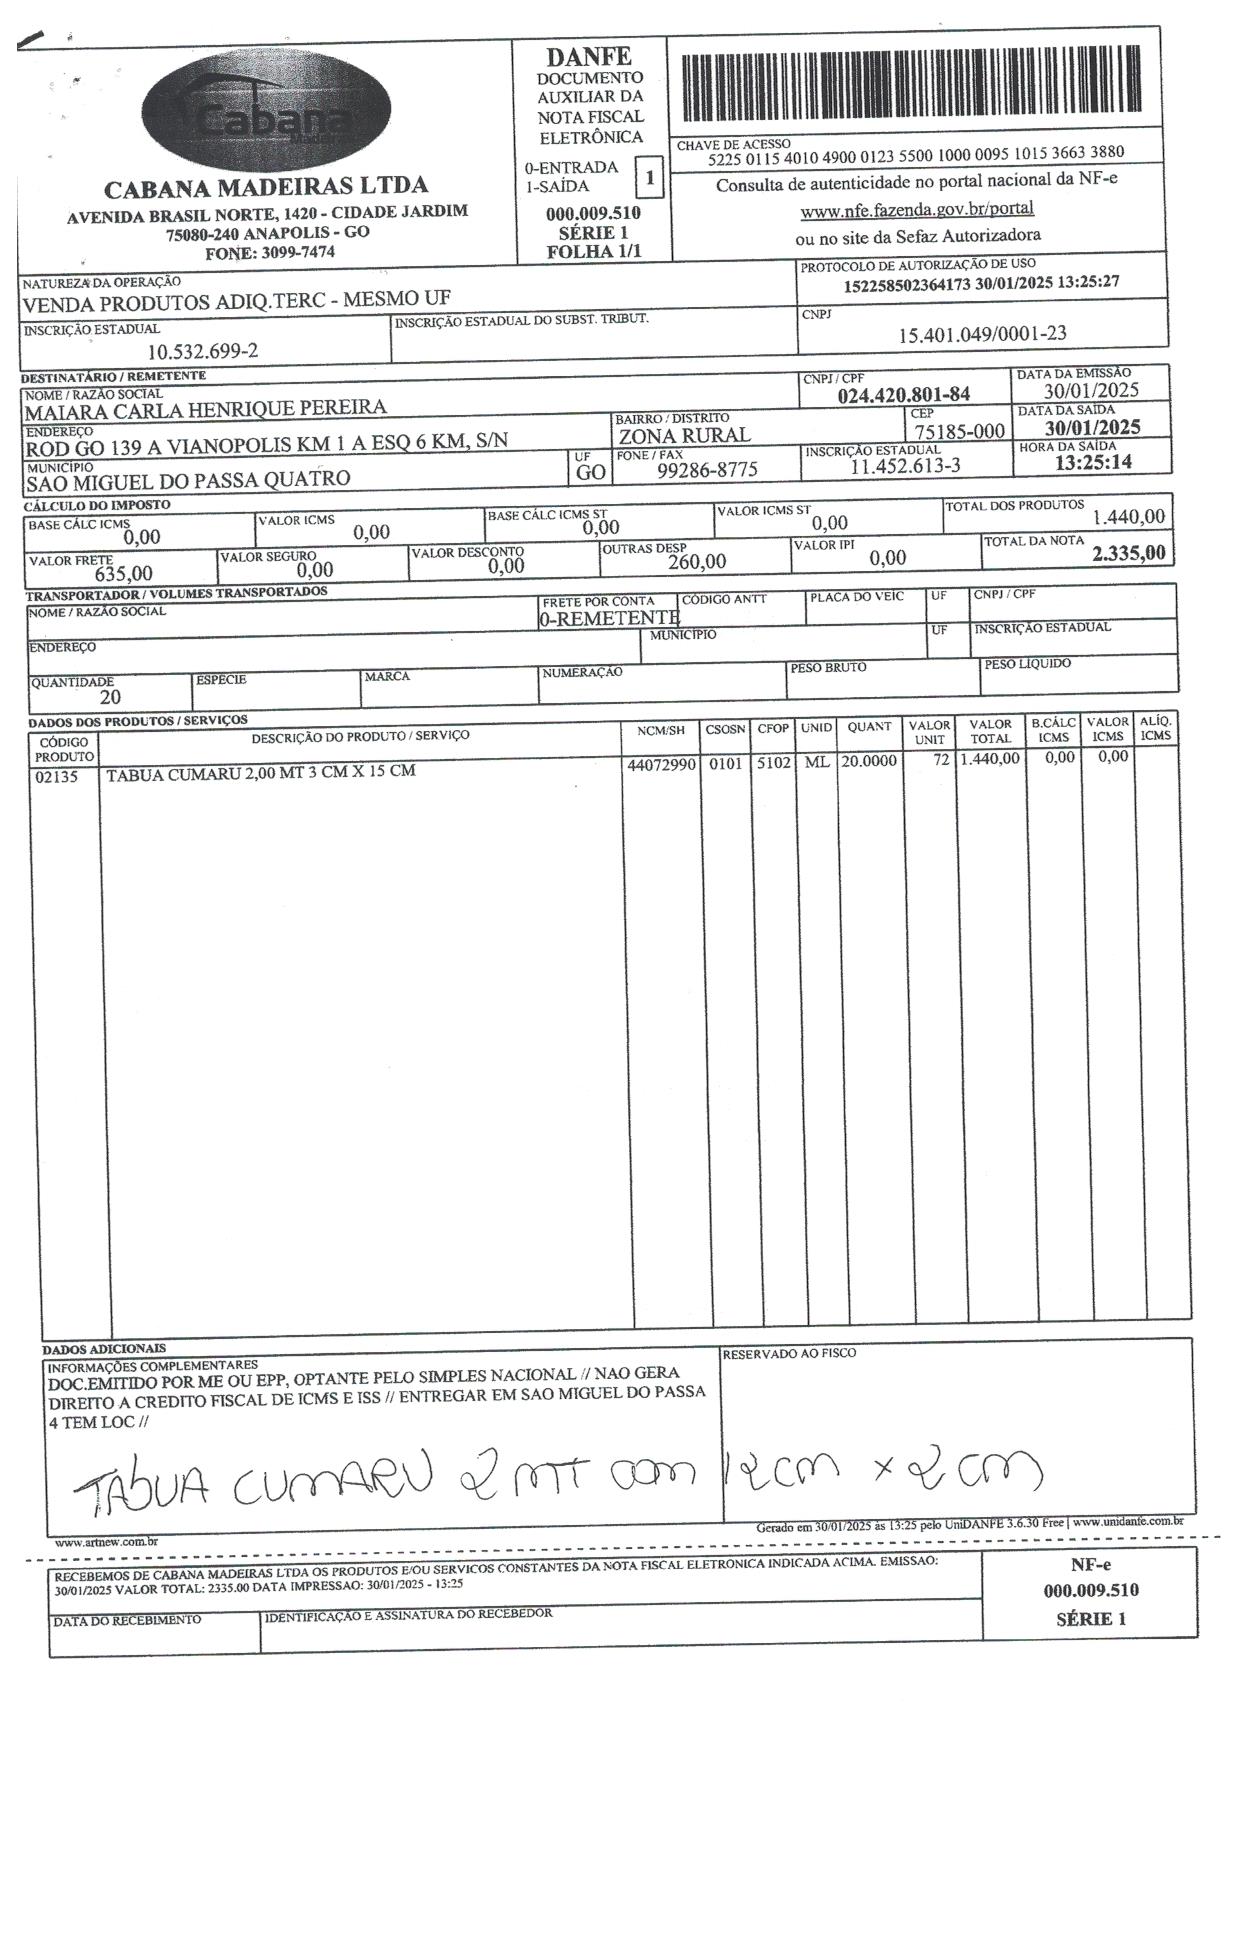 Cabana
CABANA MADEIRAS LTDA
AVENIDA BRASIL NORTE, 1420 - CIDADE JARDIM
75080-240 ANAPOLIS - GO
FONE: 3099-7474
DANFE
DOCUMENTO
AUXILIAR DA
NOTA FISCAL
ELETRÔNICA
0-ENTRADA
1-SAÍDA
1
000.009.510
SÉRIE 1
FOLHA 1/1
CHAVE DE ACESSO
5225 0115 4010 4900 0123 5500 1000 0095 1015 3663 3880
Consulta de autenticidade no portal nacional da NF-e
www.nfe.fazenda.gov.br/portal
ou no site da Sefaz Autorizadora
NATUREZA DA OPERAÇÃO
VENDA PRODUTOS ADIQ.TERC - MESMO UF
PROTOCOLO DE AUTORIZAÇÃO DE USO
152258502364173 30/01/2025 13:25:27
INSCRIÇÃO ESTADUAL
10.532.699-2
INSCRIÇÃO ESTADUAL DO SUBST. TRIBUT.
CNPJ
15.401.049/0001-23
DESTINATÁRIO / REMETENTE
NOME / RAZÃO SOCIAL
MAIARA CARLA HENRIQUE PEREIRA
CNPJ / CPF
024.420.801-84
DATA DA EMISSÃO
30/01/2025
ENDEREÇO
ROD GO 139 A VIANOPOLIS KM 1 A ESQ 6 KM, S/N
BAIRRO / DISTRITO
ZONA RURAL
CEP
75185-000
DATA DA SAÍDA
30/01/2025
MUNICÍPIO
SAO MIGUEL DO PASSA QUATRO
UF
GO
FONE / FAX
99286-8775
INSCRIÇÃO ESTADUAL
11.452.613-3
HORA DA SAÍDA
13:25:14
CÁLCULO DO IMPOSTO
BASE CÁLC ICMS
0,00
VALOR ICMS
0,00
BASE CÁLC ICMS ST
0,00
VALOR ICMS ST
0,00
TOTAL DOS PRODUTOS
1.440,00
VALOR FRETE
635,00
VALOR SEGURO
0,00
VALOR DESCONTO
0,00
OUTRAS DESP
260,00
VALOR IPI
0,00
TOTAL DA NOTA
2.335,00
TRANSPORTADOR / VOLUMES TRANSPORTADOS
NOME / RAZÃO SOCIAL
FRETE POR CONTA
0-REMETENTE
CÓDIGO ANTT
PLACA DO VEIC
UF
CNPJ / CPF
ENDEREÇO
MUNICÍPIO
UF
INSCRIÇÃO ESTADUAL
QUANTIDADE
20
ESPECIE
MARCA
NUMERAÇÃO
PESO BRUTO
PESO LÍQUIDO
DADOS DOS PRODUTOS / SERVIÇOS
CÓDIGO PRODUTO DESCRIÇÃO DO PRODUTO / SERVIÇO NCM/SH CSOSN CFOP UNID QUANT VALOR UNIT VALOR TOTAL B.CÁLC ICMS VALOR ICMS ALÍQ. ICMS
02135 TABUA CUMARU 2,00 MT 3 CM X 15 CM 44072990 0101 5102 ML 20.0000 72 1.440,00 0,00 0,00
DADOS ADICIONAIS
INFORMAÇÕES COMPLEMENTARES
DOC.EMITIDO POR ME OU EPP, OPTANTE PELO SIMPLES NACIONAL // NAO GERA
DIREITO A CREDITO FISCAL DE ICMS E ISS // ENTREGAR EM SAO MIGUEL DO PASSA
4 TEM LOC //
RESERVADO AO FISCO
TABUA CUMARU 2 MT com 12 cm x 2 cm
www.artnew.com.br
Gerado em 30/01/2025 às 13:25 pelo UniDANFE 3.6.30 Free | www.unidanfe.com.br
RECEBEMOS DE CABANA MADEIRAS LTDA OS PRODUTOS E/OU SERVICOS CONSTANTES DA NOTA FISCAL ELETRÔNICA INDICADA ACIMA. EMISSÃO:
30/01/2025 VALOR TOTAL: 2335.00 DATA IMPRESSAO: 30/01/2025 - 13:25
DATA DO RECEBIMENTO
IDENTIFICAÇÃO E ASSINATURA DO RECEBEDOR
NF-e
000.009.510
SÉRIE 1